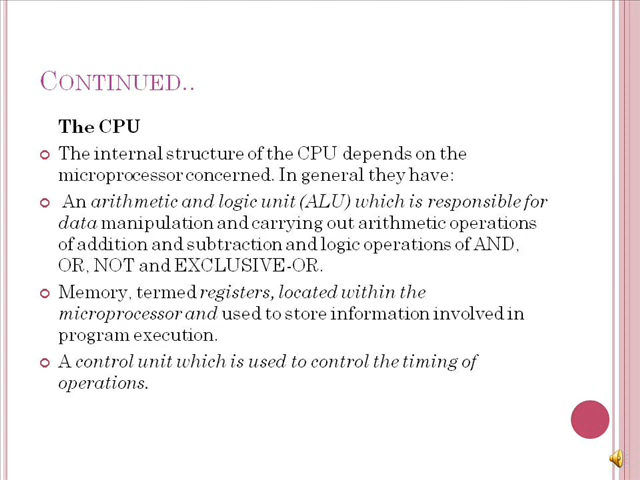 CONTINUED..
The CPU
The internal structure of the CPU depends on the
microprocessor concerned. In general they have:
An arithmetic and logic unit (ALU) which is responsible for
data manipulation and carrying out arithmetic operations
of addition and subtraction and logic operations of AND,
OR, NOT and EXCLUSIVE-OR.
Memory, termed registers, located within the
microprocessor and used to store information involved in
program execution.
A control unit which is used to control the timing of
operations.